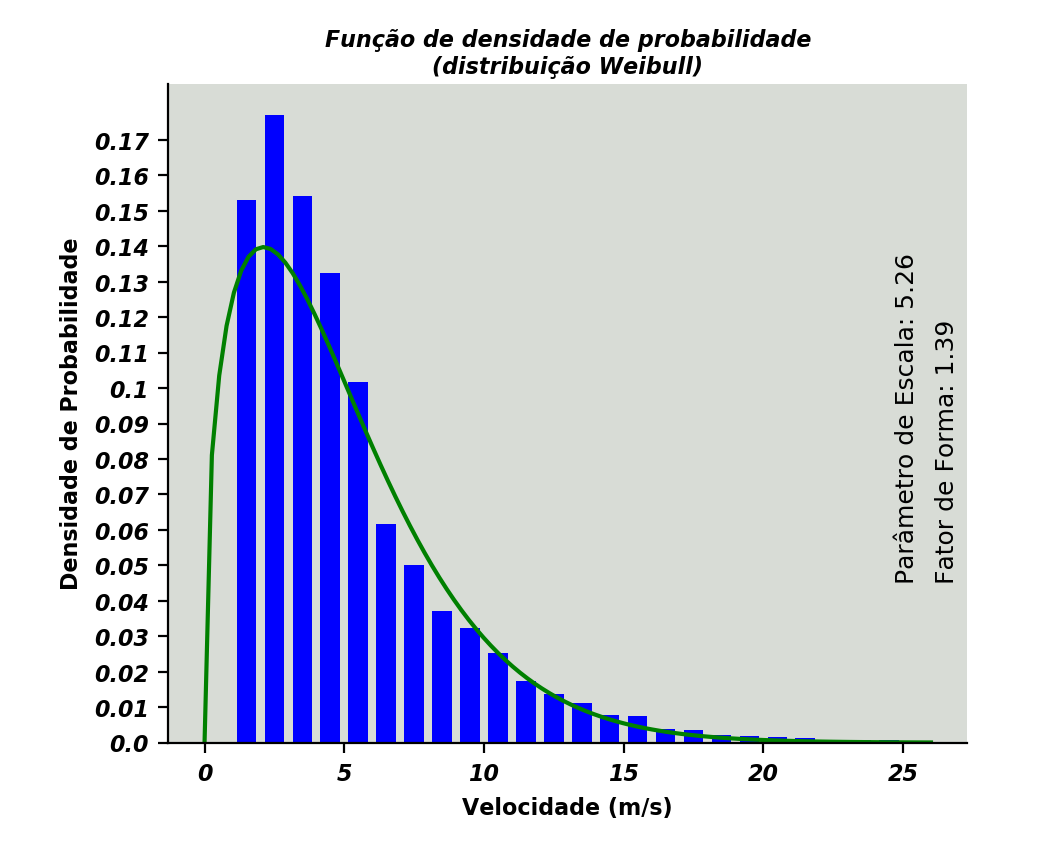 Função de densidade de probabilidade
(distribuição Weibull)
Densidade de Probabilidade
0.17
0.16
0.15
0.14
0.13
0.12
0.11
0.1
0.09
0.08
0.07
0.06
0.05
0.04
0.03
0.02
0.01
0.0
Parâmetro de Escala: 5.26
Fator de Forma: 1.39
0 5 10 15 20 25
Velocidade (m/s)